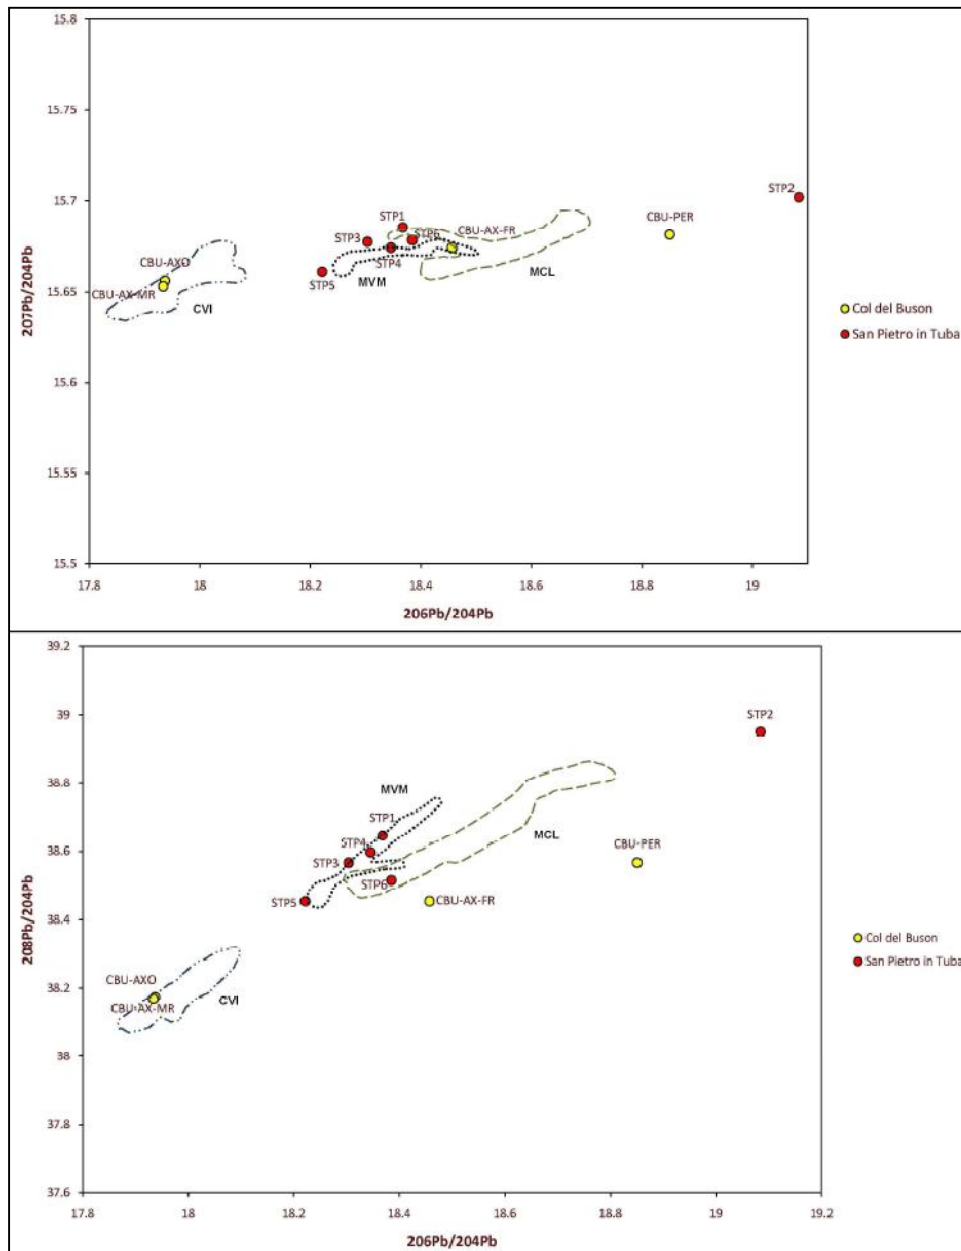 15.8
15.75
15.7
15.65
15.6
15.55
15.5
207Pb/204Pb
17.8 18 18.2 18.4 18.6 18.8 19
206Pb/204Pb
STP2
CBU-PER
STP1
STP3
STP6
CBU-AX-FR
STP4
STP5
MVM
MCL
CBU-AXO
CBU-AX-MR
CVI
Col del Buson
San Pietro in Tuba
39.2
39
38.8
38.6
38.4
38.2
38
37.8
37.6
208Pb/204Pb
17.8 18 18.2 18.4 18.6 18.8 19 19.2
206Pb/204Pb
STP2
MVM
STP1
MCL
STP4
CBU-PER
STP3
STP6
STP5
CBU-AX-FR
CBU-AXO
CBU-AX-MR
CVI
Col del Buson
San Pietro in Tuba